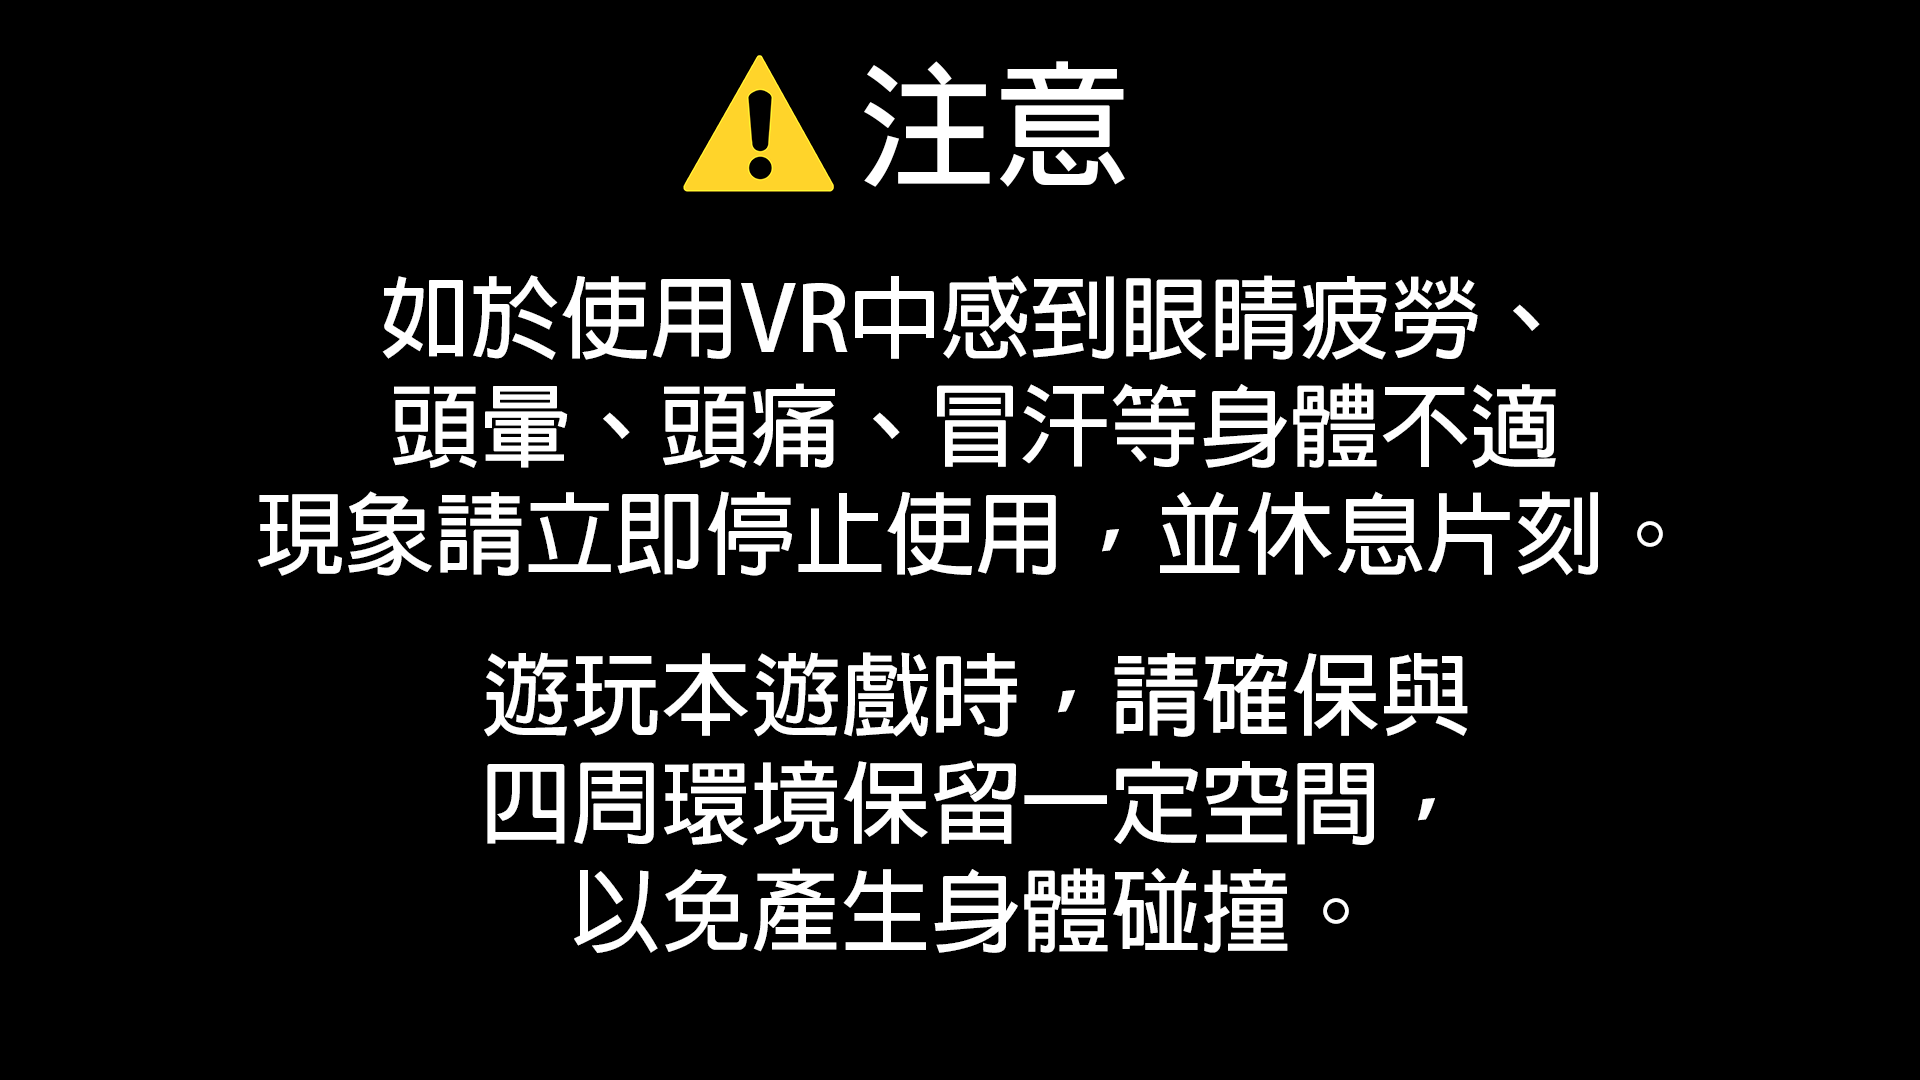 注意
如於使用VR中感到眼睛疲勞、
頭暈、頭痛、冒汗等身體不適
現象請立即停止使用，並休息片刻。
遊玩本遊戲時，請確保與
四周環境保留一定空間，
以免產生身體碰撞。